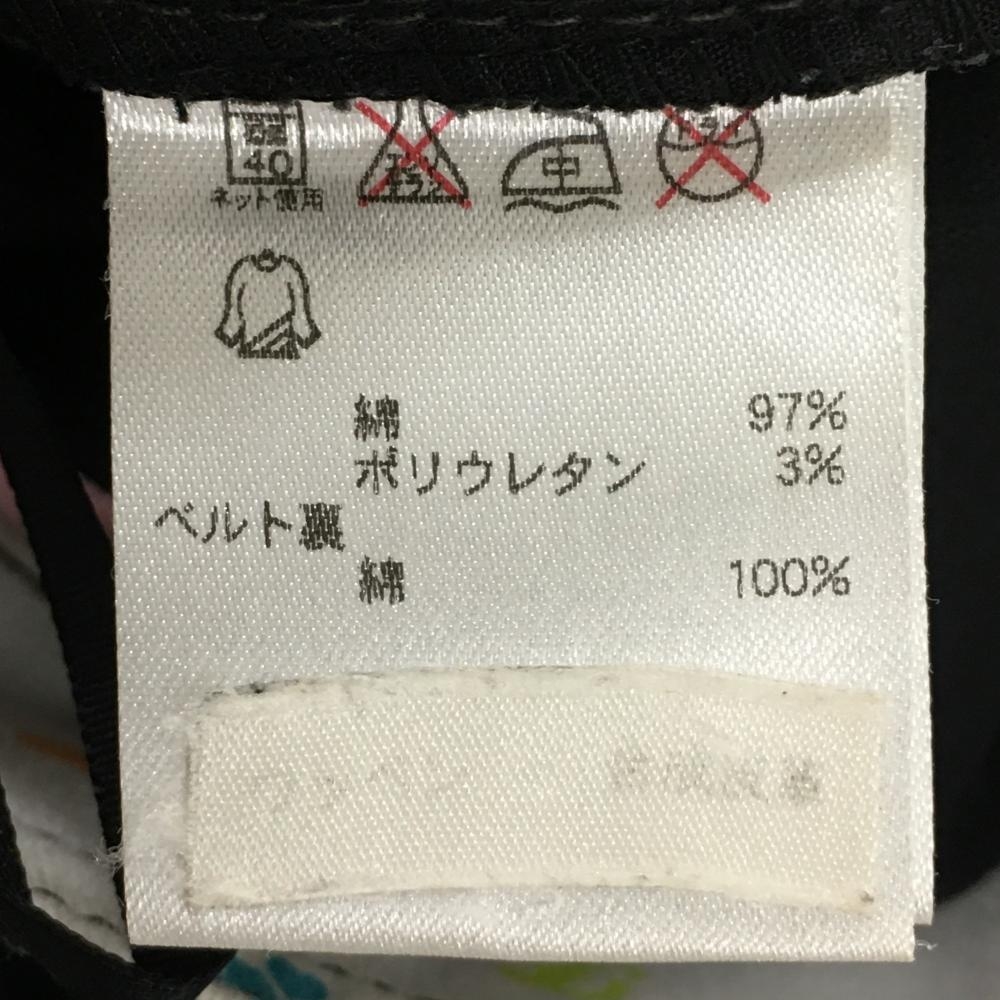 40
ネット使用
中
綿 97%
ポリウレタン 3%
ベルト裏
綿 100%